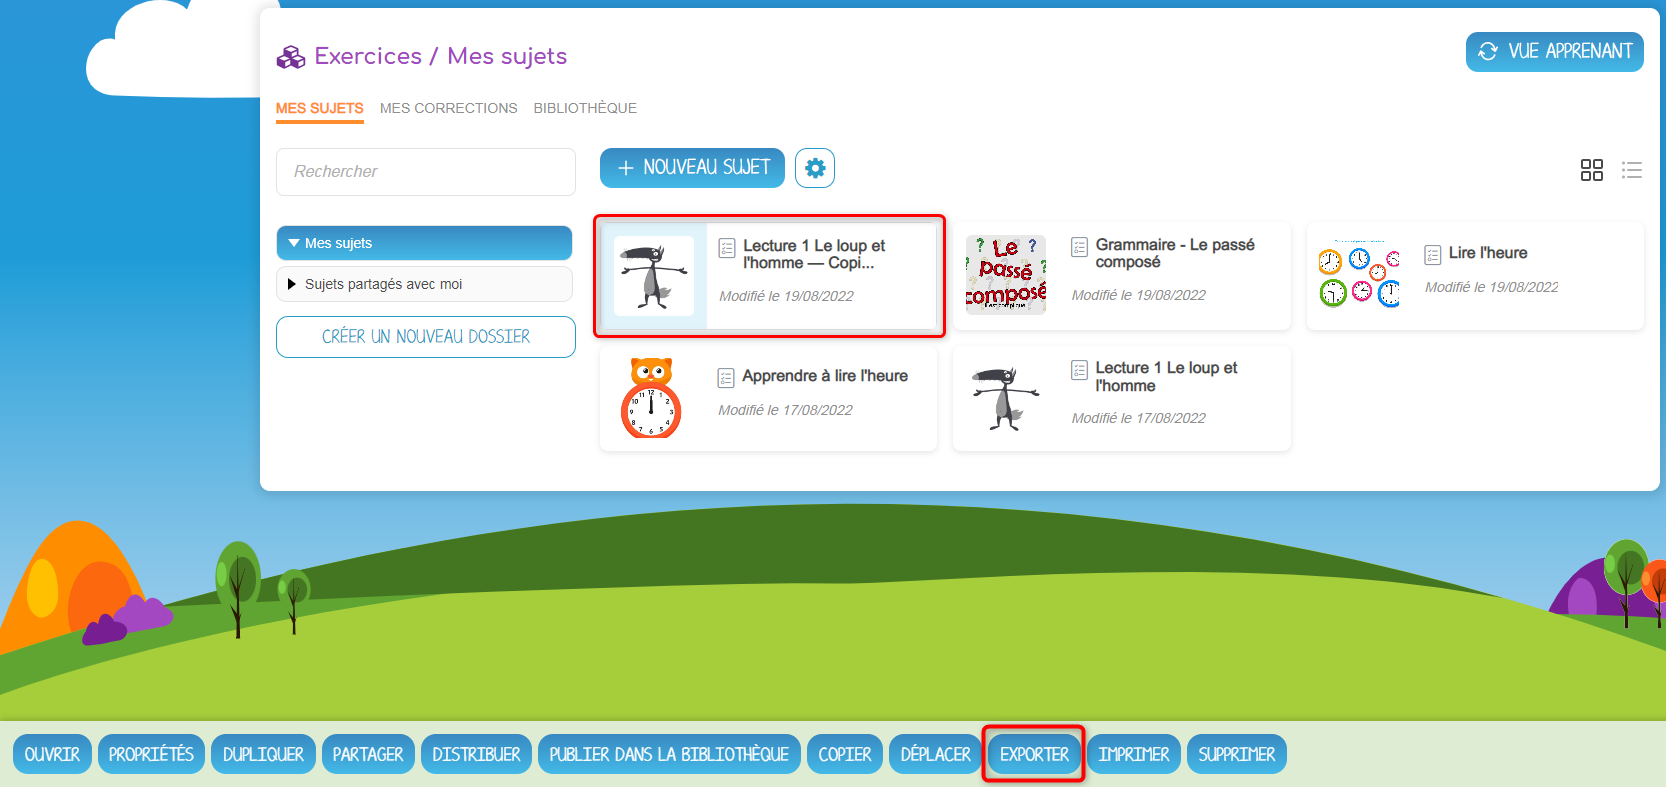 Exercices / Mes sujets
VUE APPRENANT
MES SUJETS MES CORRECTIONS BIBLIOTHÈQUE
Rechercher
+ NOUVEAU SUJET
Mes sujets
Sujets partagés avec moi
CRÉER UN NOUVEAU DOSSIER
Lecture 1 Le loup et
l'homme — Copi...
Modifié le 19/08/2022
Le
passé
composé
Grammaire - Le passé
composé
Modifié le 19/08/2022
Lire l'heure
Modifié le 19/08/2022
Apprendre à lire l'heure
Modifié le 17/08/2022
Lecture 1 Le loup et
l'homme
Modifié le 17/08/2022
OUVRIR PROPRIÉTÉS DUPLIQUER PARTAGER DISTRIBUER PUBLIER DANS LA BIBLIOTHÈQUE COPIER DÉPLACER EXPORTER IMPRIMER SUPPRIMER